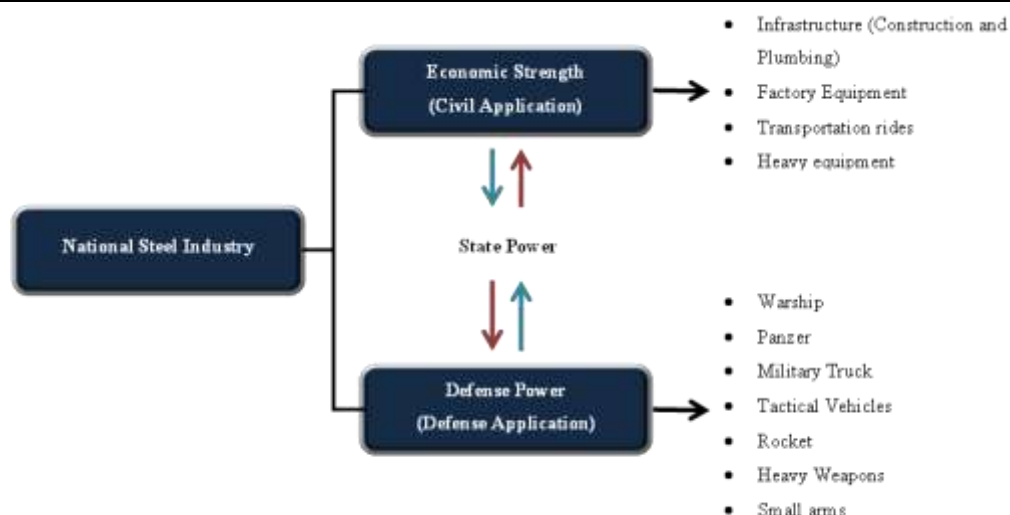 Infrastructure (Construction and
Plumbing)
Factory Equipment
Transportation rides
Heavy equipment
Economic Strength
(Civil Application)
National Steel Industry
State Power
Defense Power
(Defense Application)
Warship
Panzer
Military Truck
Tactical Vehicles
Rocket
Heavy Weapons
Small arms